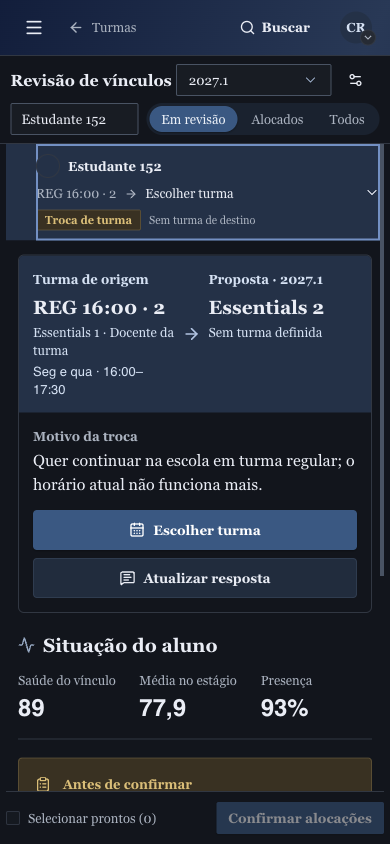 Turmas
Buscar
CR
Revisão de vínculos
2027.1
Estudante 152
Em revisão
Alocados
Todos
Estudante 152
REG 16:00 · 2 → Escolher turma
Troca de turma
Sem turma de destino
Turma de origem
REG 16:00 · 2
Essentials 1 · Docente da
turma
Seg e qua · 16:00–
17:30
Proposta · 2027.1
Essentials 2
Sem turma definida
Motivo da troca
Quer continuar na escola em turma regular; o
horário atual não funciona mais.
Escolher turma
Atualizar resposta
Situação do aluno
Saúde do vínculo
89
Média no estágio
77,9
Presença
93%
Antes de confirmar
Selecionar prontos (0)
Confirmar alocações